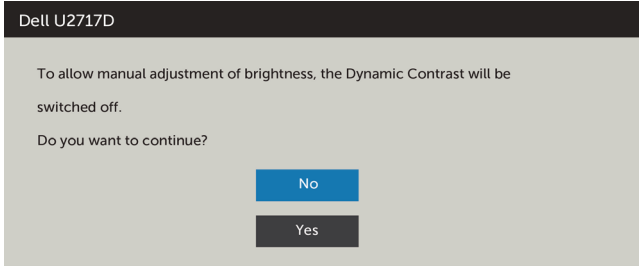 Dell U2717D
To allow manual adjustment of brightness, the Dynamic Contrast will be
switched off.
Do you want to continue?
No
Yes